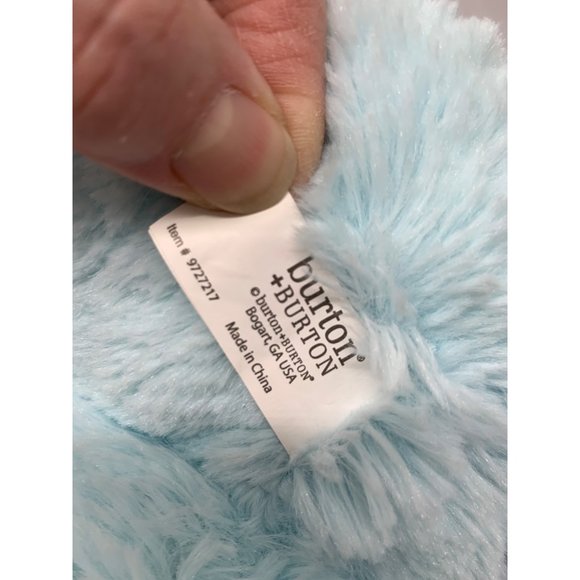 burton®
+BURTON
©burton+BURTON®
Bogart, GA USA
Made in China
Item # 9727217